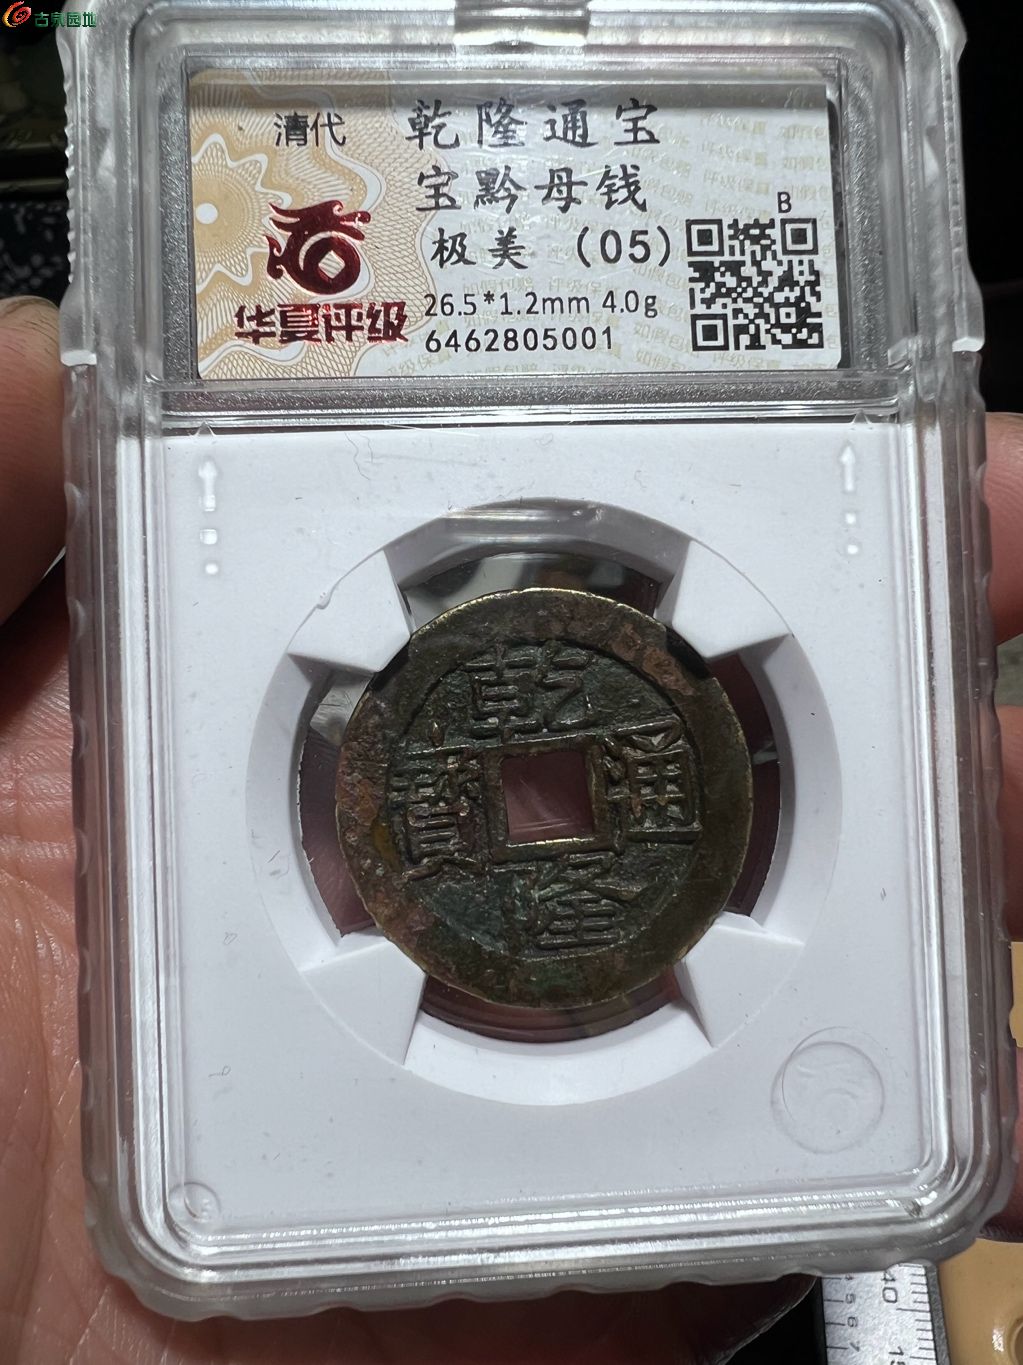 古泉园地
清代
乾隆通宝
宝黔母钱
极美 (05)
B
华夏评级
26.5*1.2mm 4.0g
6462805001
乾隆通寶
40